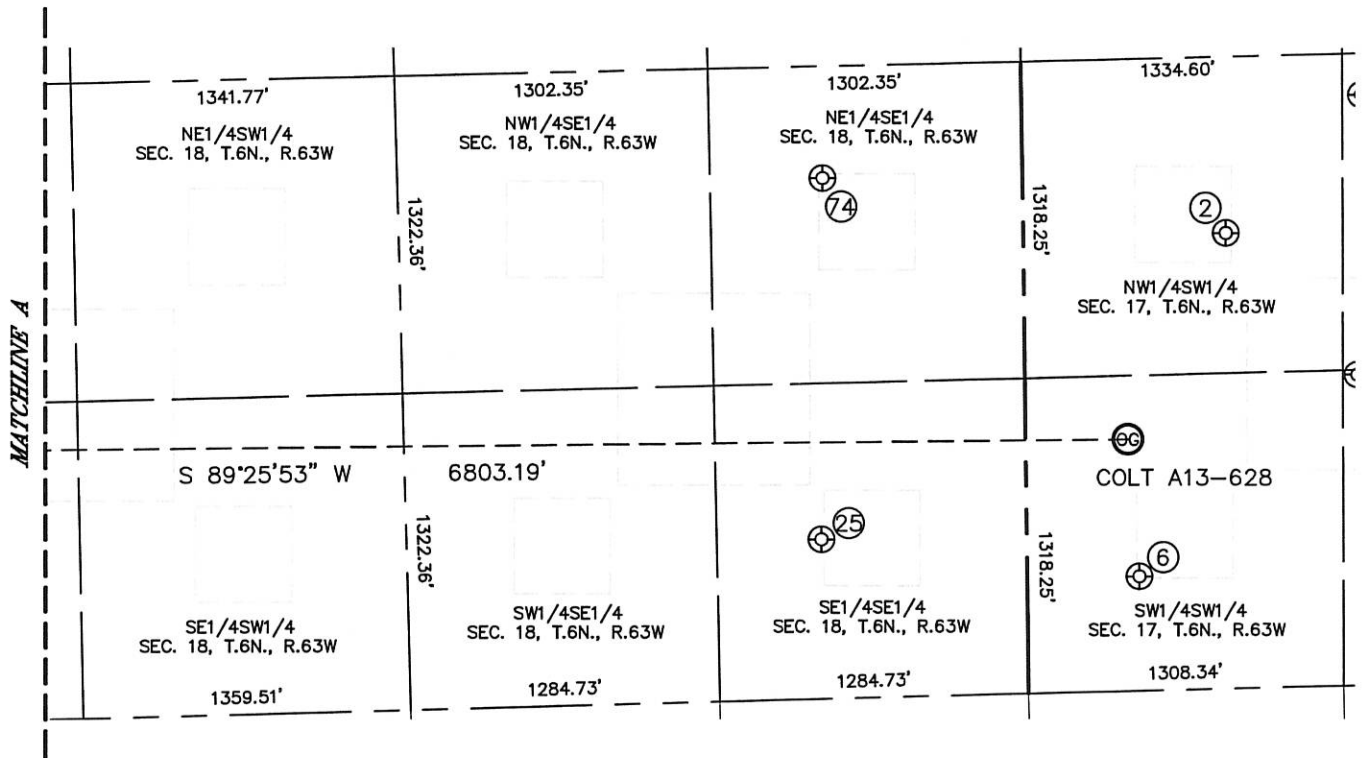 1341.77'
1302.35'
1302.35'
1334.60'
NE1/4SW1/4
SEC. 18, T.6N., R.63W
NW1/4SE1/4
SEC. 18, T.6N., R.63W
NE1/4SE1/4
SEC. 18, T.6N., R.63W
74
2
1322.36'
1318.25'
NW1/4SW1/4
SEC. 17, T.6N., R.63W
MATCHLINE A
OG
S 89°25'53" W 6803.19'
COLT A13-628
25
6
1322.36'
1318.25'
SE1/4SW1/4
SEC. 18, T.6N., R.63W
SW1/4SE1/4
SEC. 18, T.6N., R.63W
SE1/4SE1/4
SEC. 18, T.6N., R.63W
SW1/4SW1/4
SEC. 17, T.6N., R.63W
1359.51'
1284.73'
1284.73'
1308.34'